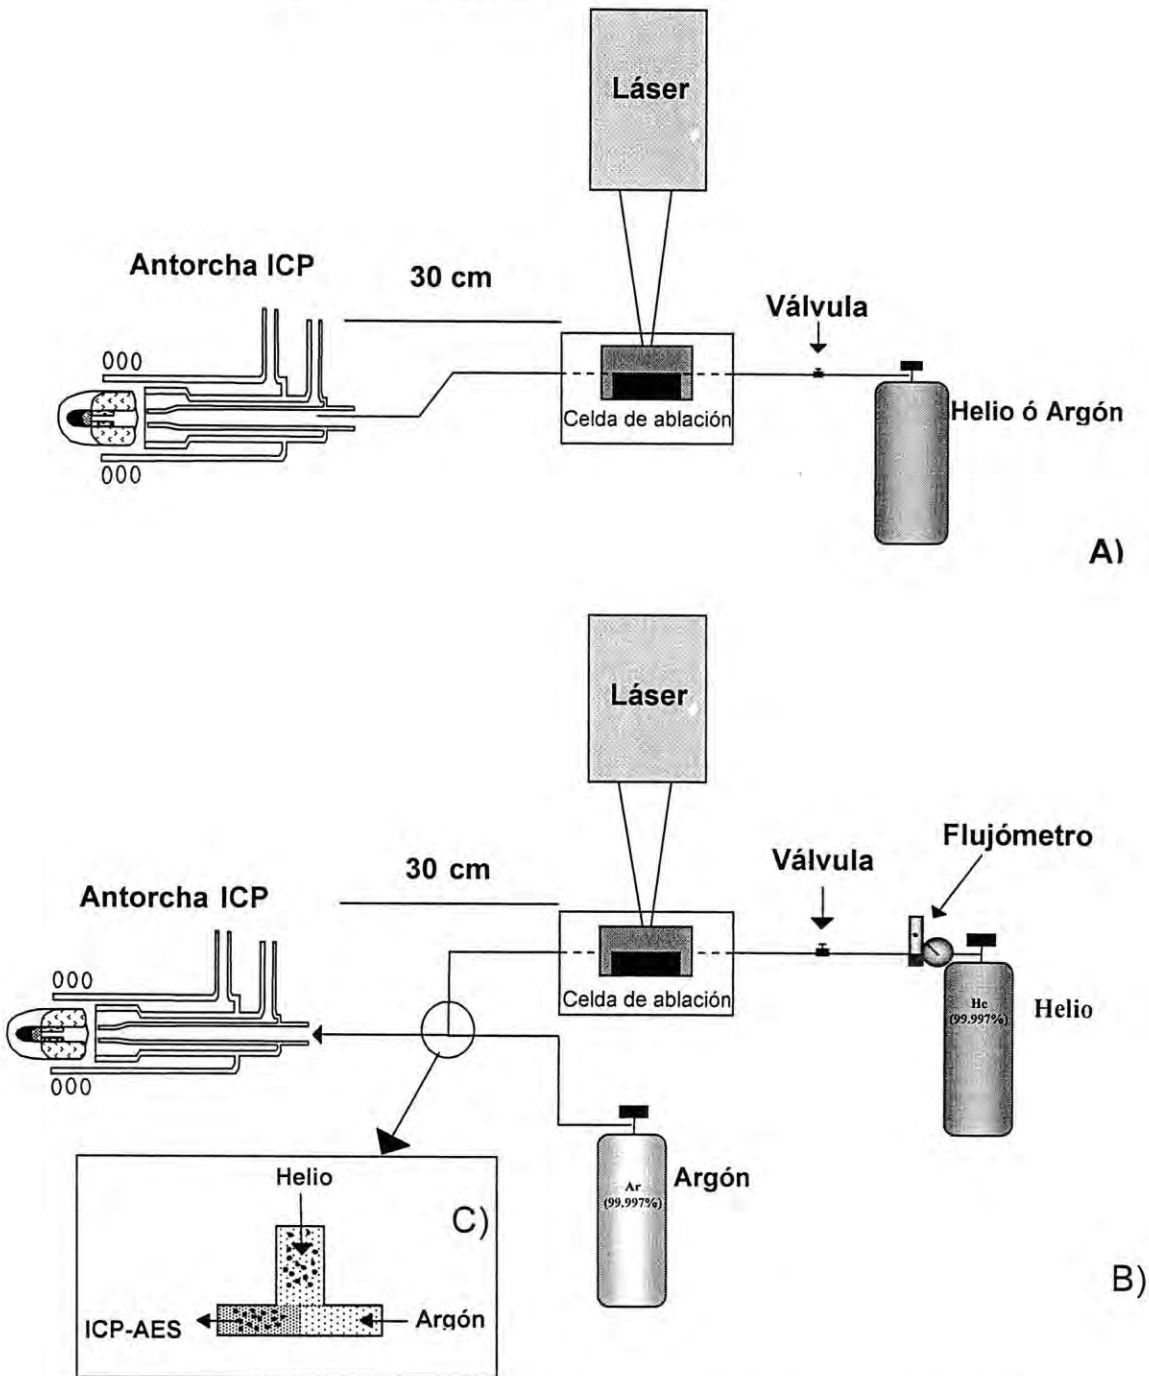 Láser
Antorcha ICP
30 cm
Válvula
Celda de ablación
Helio ó Argón
A)
Láser
Flujómetro
Válvula
30 cm
Antorcha ICP
Celda de ablación
He
(99.997%)
Helio
Ar
(99.997%)
Argón
Helio
C)
ICP-AES
Argón
B)
000
000
000
000